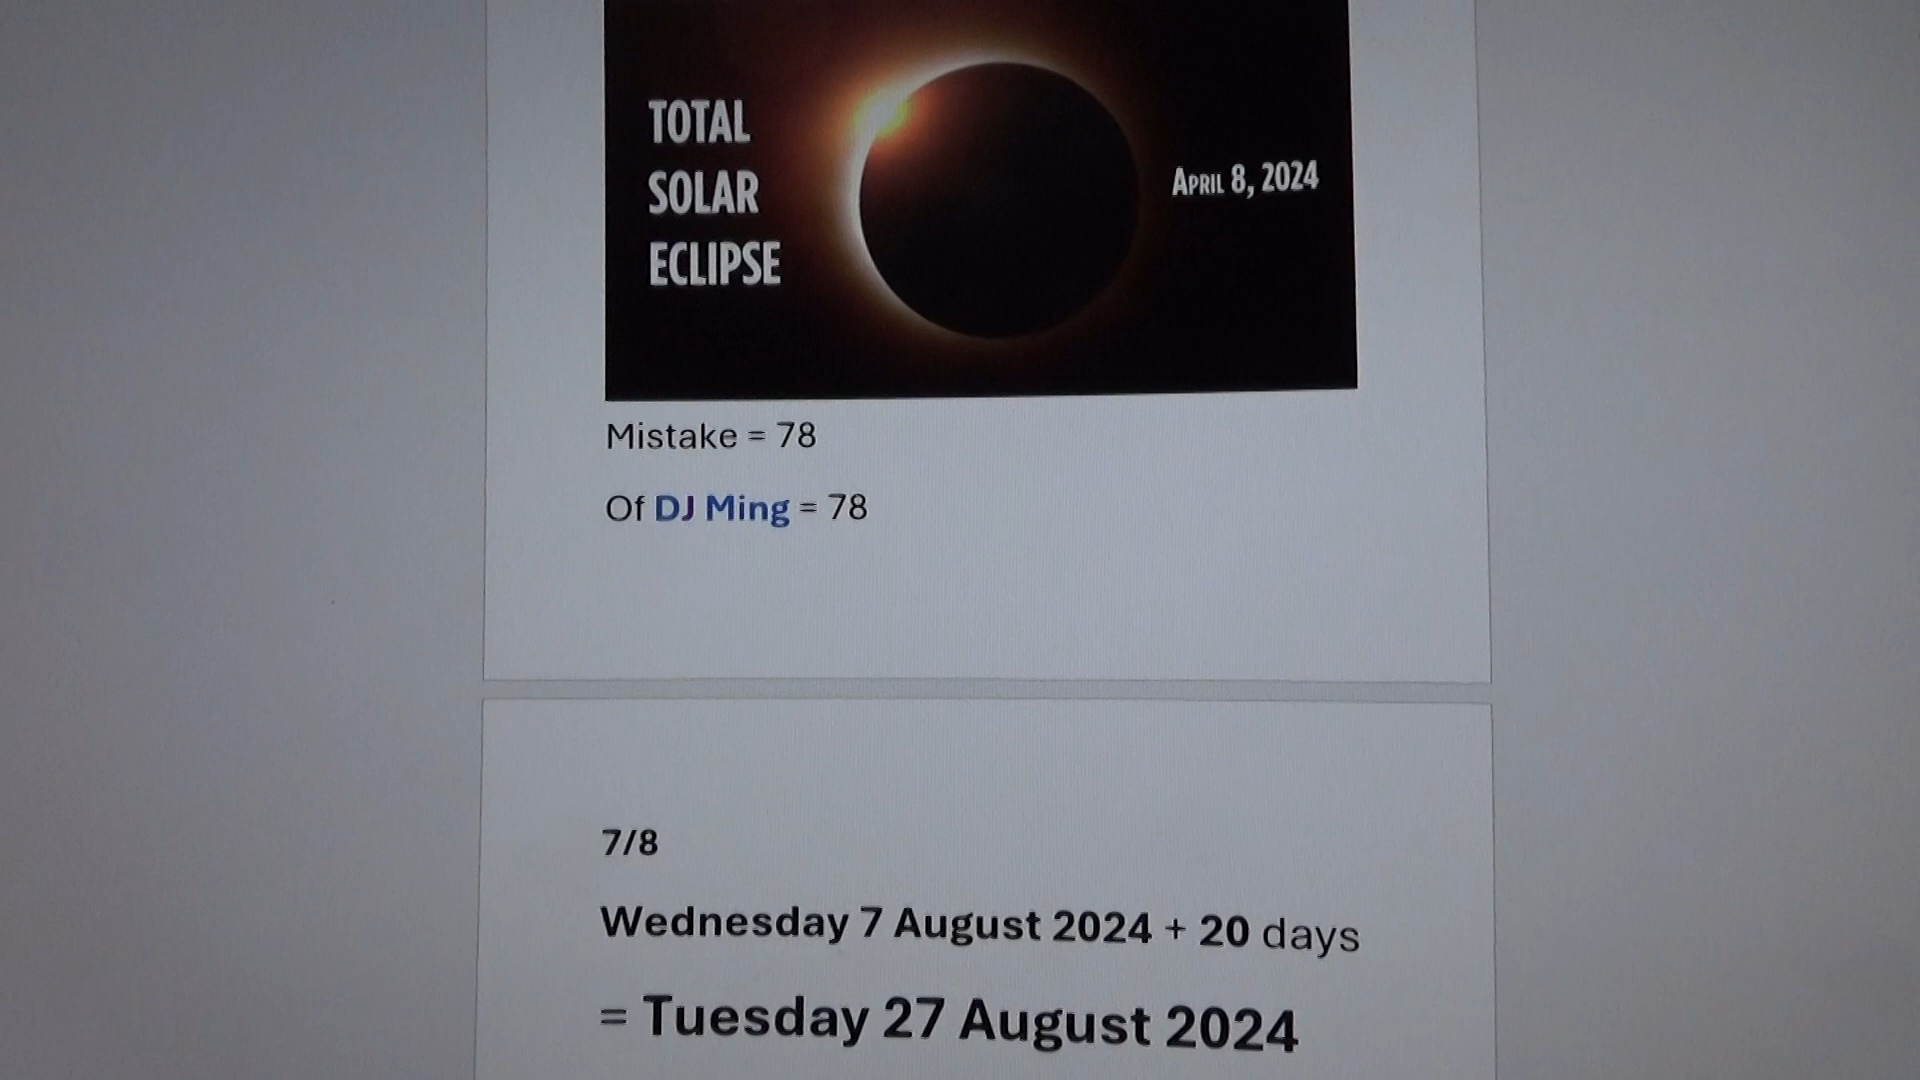 TOTAL
SOLAR
ECLIPSE
APRIL 8, 2024
Mistake = 78
Of DJ Ming = 78
7/8
Wednesday 7 August 2024 + 20 days
= Tuesday 27 August 2024